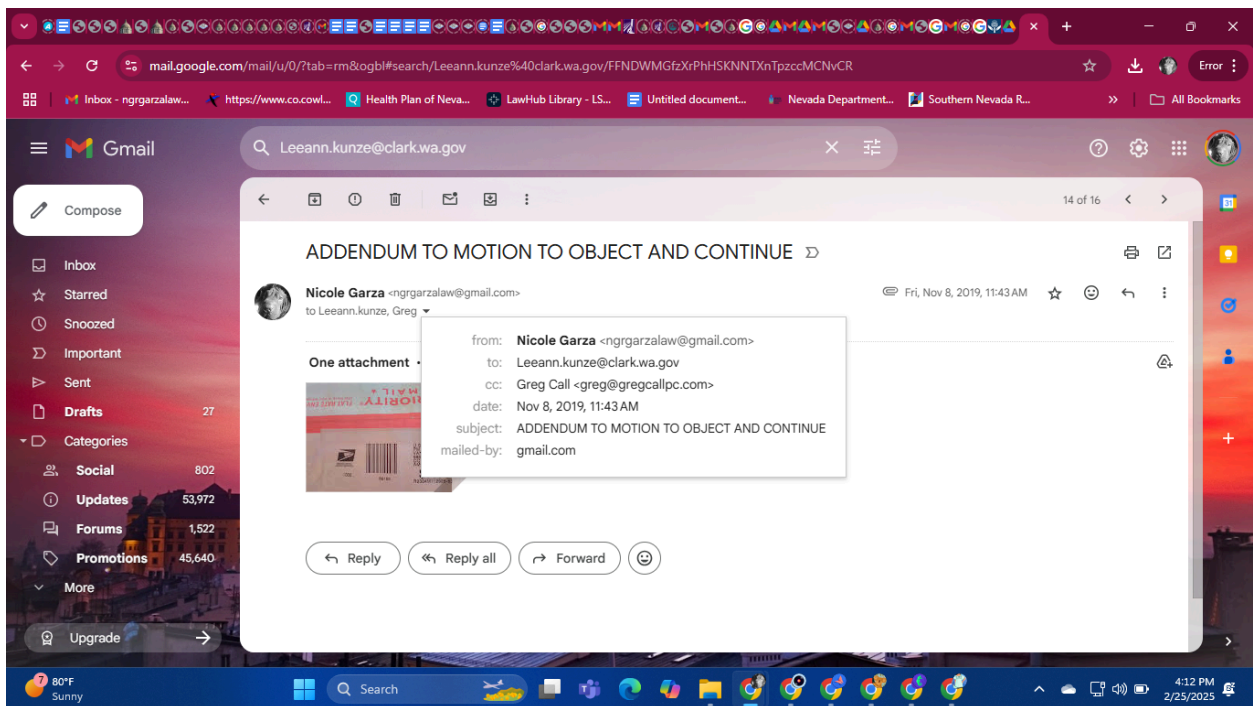 mail.google.com/mail/u/0/?tab=rm&ogbl#search/Leeann.kunze%40clark.wa.gov/FFNDWMGfzXrPhHSKNNTXnTpzccMCNvCR
Error
Inbox - ngrgarzalaw...
https://www.co.cowl...
Health Plan of Neva...
LawHub Library - LS...
Untitled document...
Nevada Department...
Southern Nevada R...
»
All Bookmarks
Gmail
Leeann.kunze@clark.wa.gov
Compose
14 of 16
31
ADDENDUM TO MOTION TO OBJECT AND CONTINUE
Inbox
Starred
Snoozed
Important
Sent
Drafts 27
Categories
Social 802
Updates 53,972
Forums 1,522
Promotions 45,640
More
Upgrade
Nicole Garza <ngrgarzalaw@gmail.com>
Fri, Nov 8, 2019, 11:43 AM
to Leeann.kunze, Greg
from: Nicole Garza <ngrgarzalaw@gmail.com>
to: Leeann.kunze@clark.wa.gov
cc: Greg Call <greg@gregcallpc.com>
date: Nov 8, 2019, 11:43 AM
subject: ADDENDUM TO MOTION TO OBJECT AND CONTINUE
mailed-by: gmail.com
One attachment •
Reply
Reply all
Forward
7
80°F
Sunny
Search
4:12 PM
2/25/2025